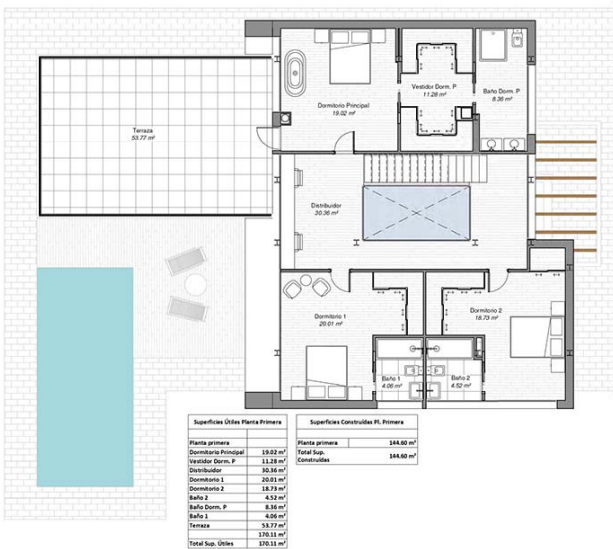 Dormitorio Principal
19.02 m²
Vestidor Dorm. P
11.28 m²
Baño Dorm. P
8.36 m²
Terraza
53.77 m²
Distribuidor
30.36 m²
Dormitorio 1
20.01 m²
Dormitorio 2
18.73 m²
Baño 1
4.06 m²
Baño 2
4.52 m²
Superficies Útiles Planta Primera
Planta primera
Dormitorio Principal 19.02 m²
Vestidor Dorm. P 11.28 m²
Distribuidor 30.36 m²
Dormitorio 1 20.01 m²
Dormitorio 2 18.73 m²
Baño 2 4.52 m²
Baño Dorm. P 8.36 m²
Baño 1 4.06 m²
Terraza 53.77 m²
170.11 m²
Total Sup. Útiles 170.11 m²
Superficies Construídas Pl. Primera
Planta primera 144.60 m²
Total Sup.
Construídas 144.60 m²